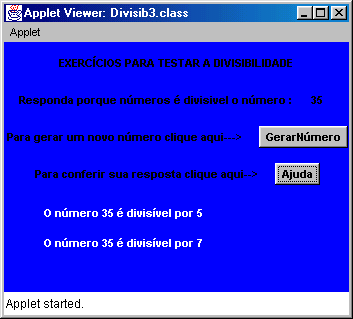 Applet Viewer: Divisib3.class
Applet
EXERCÍCIOS PARA TESTAR A DIVISIBILIDADE
Responda porque números é divisível o número : 35
Para gerar um novo número clique aqui---> GerarNúmero
Para conferir sua resposta clique aqui -> Ajuda
O número 35 é divisível por 5
O número 35 é divisível por 7
Applet started.